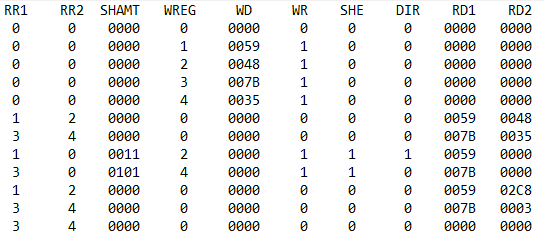 RR1 RR2 SHAMT WREG WD WR SHE DIR RD1 RD2
0 0 0000 0 0000 0 0 0 0000 0000
0 0 0000 1 0059 1 0 0 0000 0000
0 0 0000 2 0048 1 0 0 0000 0000
0 0 0000 3 007B 1 0 0 0000 0000
0 0 0000 4 0035 1 0 0 0000 0000
1 2 0000 0 0000 0 0 0 0059 0048
3 4 0000 0 0000 0 0 0 007B 0035
1 0 0011 2 0000 1 1 1 0059 0000
3 0 0101 4 0000 1 1 0 007B 0000
1 2 0000 0 0000 0 0 0 0059 02C8
3 4 0000 0 0000 0 0 0 007B 0003
3 4 0000 0 0000 0 0 0 0000 0000